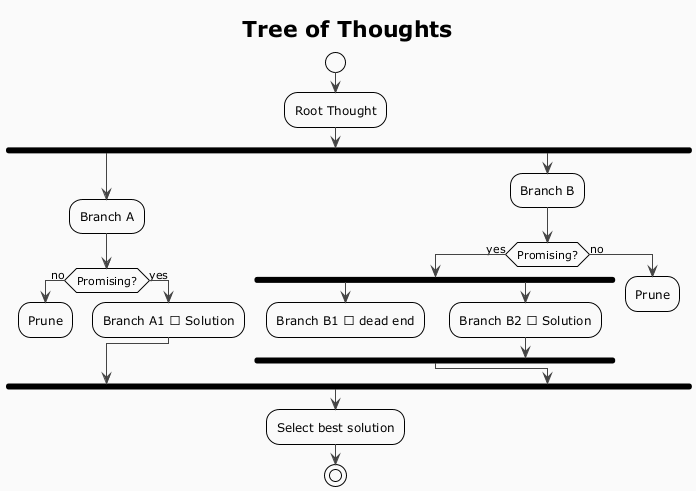 Tree of Thoughts
Root Thought
Branch A
Promising?
no
yes
Prune
Branch A1 □ Solution
Branch B
Promising?
yes
no
Branch B1 □ dead end
Branch B2 □ Solution
Prune
Select best solution